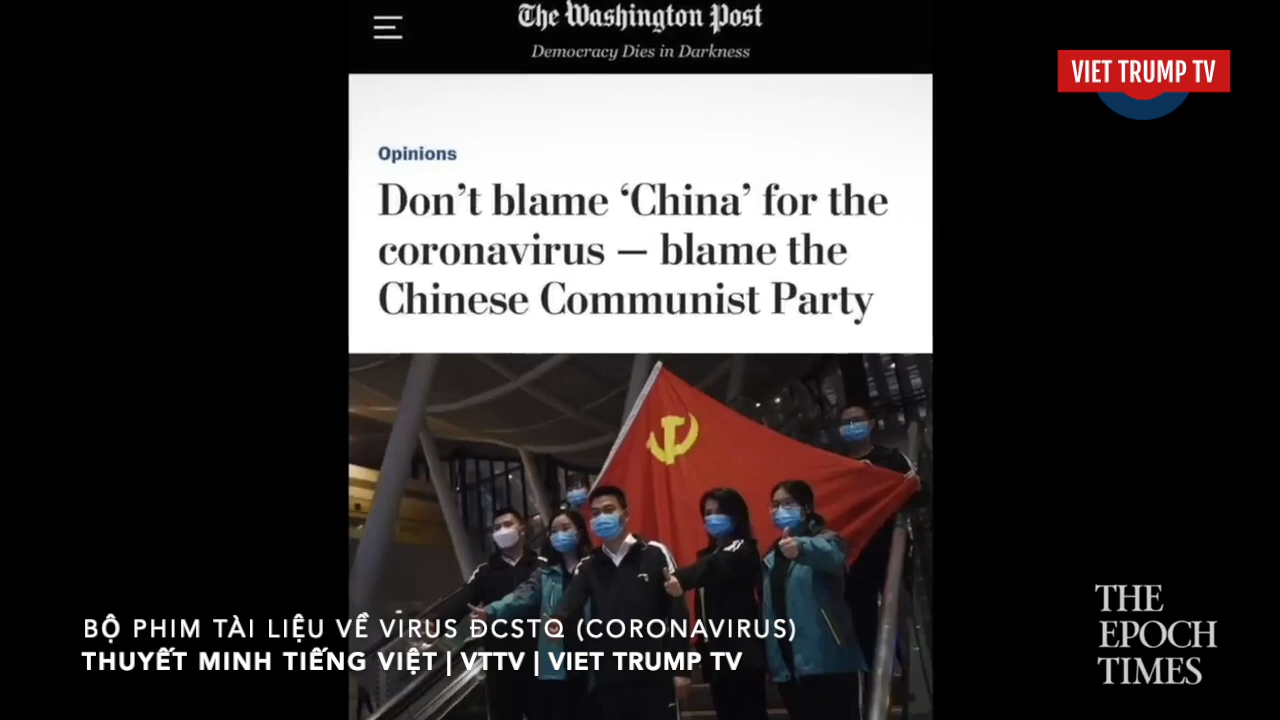 The Washington Post
Democracy Dies in Darkness
VIET TRUMP TV
Opinions
Don't blame ‘China’ for the
coronavirus — blame the
Chinese Communist Party
BỘ PHIM TÀI LIỆU VỀ VIRUS ĐCSTQ (CORONAVIRUS)
THUYẾT MINH TIẾNG VIỆT | VTTV | VIET TRUMP TV
THE
EPOCH
TIMES